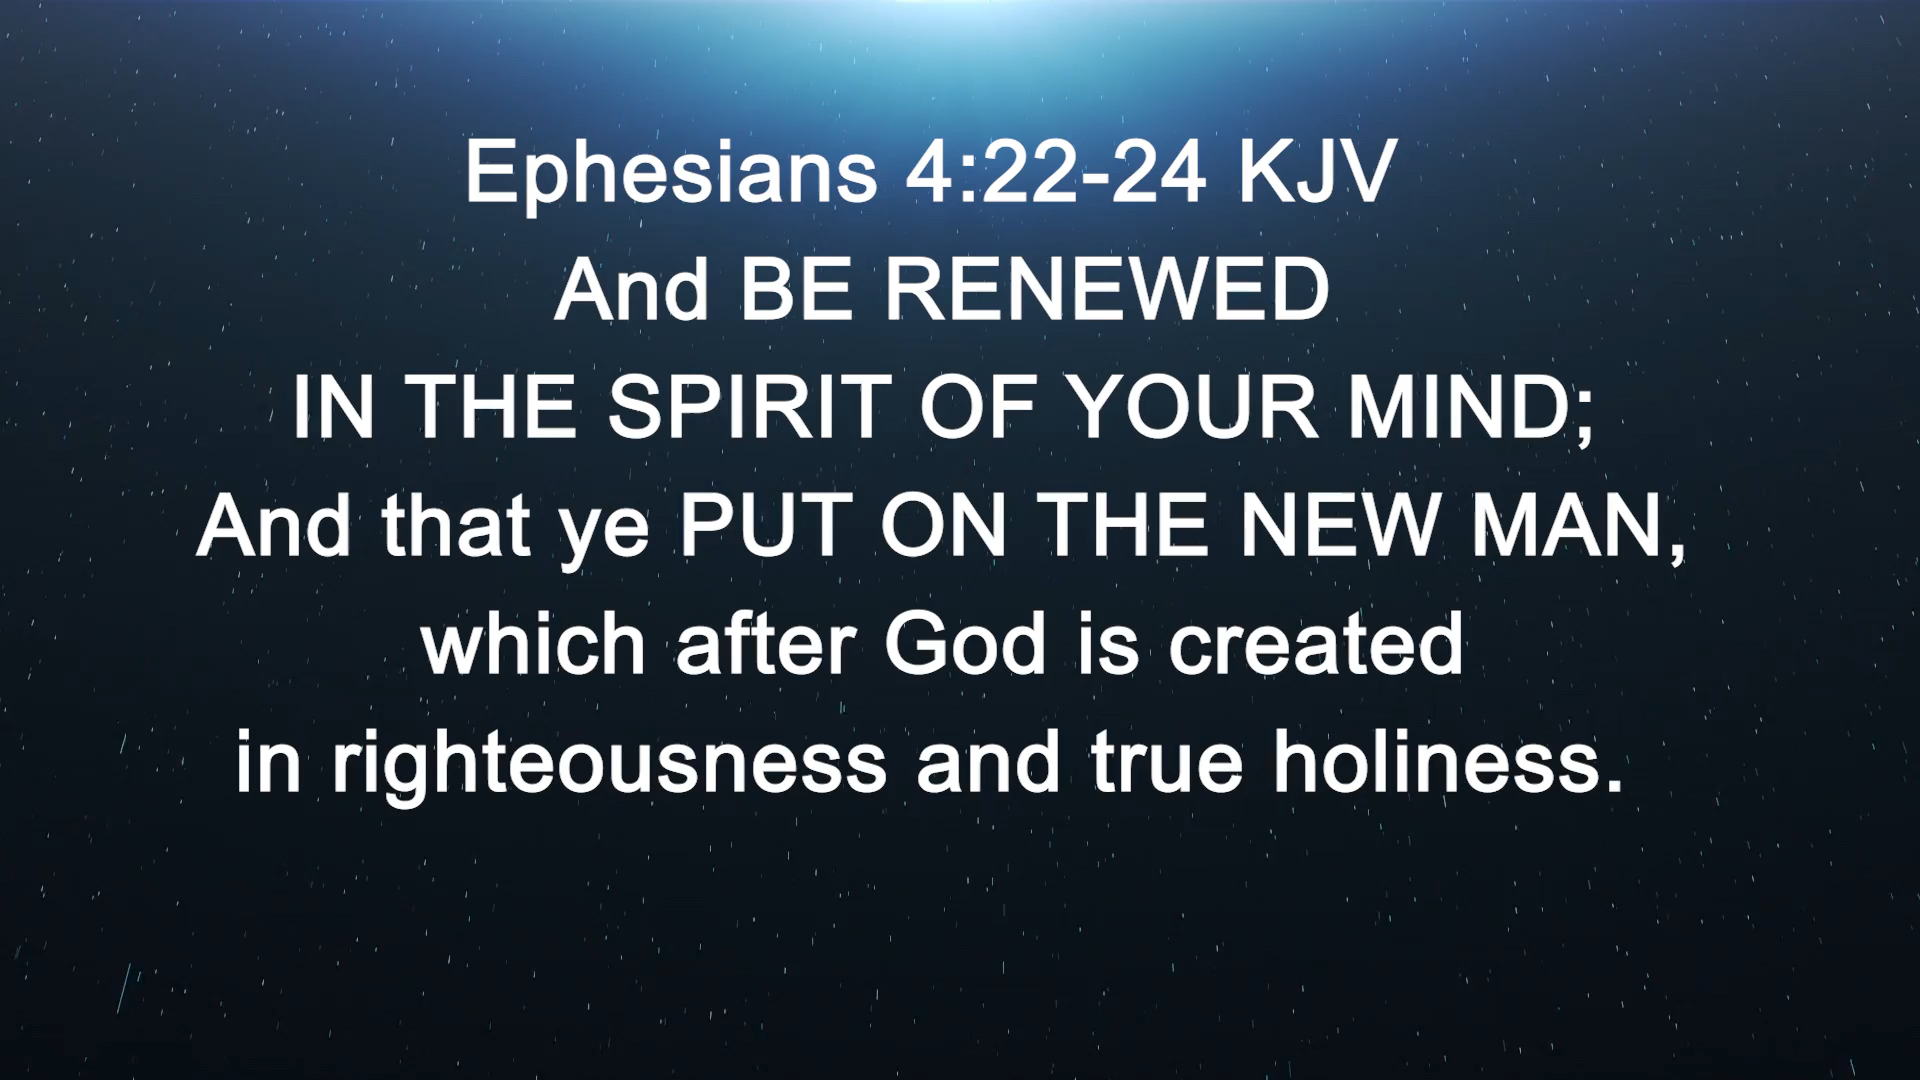 Ephesians 4:22-24 KJV
And BE RENEWED
IN THE SPIRIT OF YOUR MIND;
And that ye PUT ON THE NEW MAN,
which after God is created
in righteousness and true holiness.